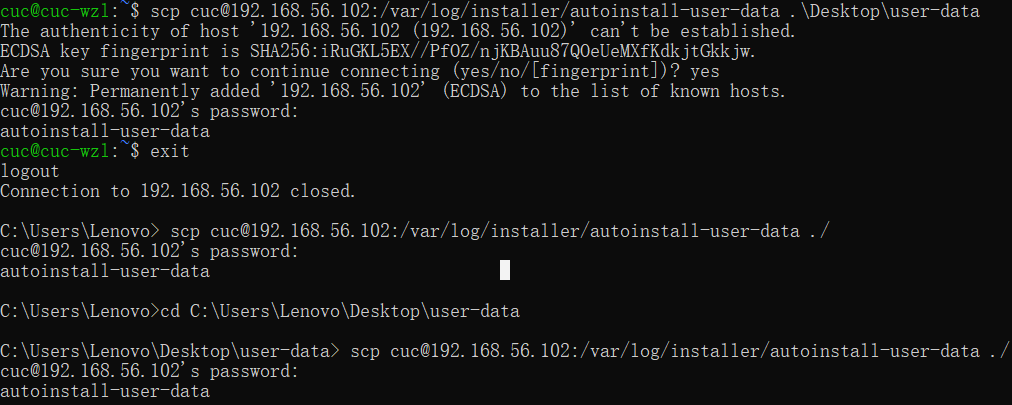 cuc@cuc-wzl:~$ scp cuc@192.168.56.102:/var/log/installer/autoinstall-user-data .\Desktop\user-data
The authenticity of host '192.168.56.102 (192.168.56.102)' can't be established.
ECDSA key fingerprint is SHA256:iRuGKL5EX//PfOZ/njKBAuu87QOeUeMXfKdkjtGkkjw.
Are you sure you want to continue connecting (yes/no/[fingerprint])? yes
Warning: Permanently added '192.168.56.102' (ECDSA) to the list of known hosts.
cuc@192.168.56.102's password:
autoinstall-user-data
cuc@cuc-wzl:~$ exit
logout
Connection to 192.168.56.102 closed.
C:\Users\Lenovo> scp cuc@192.168.56.102:/var/log/installer/autoinstall-user-data ./
cuc@192.168.56.102's password:
autoinstall-user-data
C:\Users\Lenovo>cd C:\Users\Lenovo\Desktop\user-data
C:\Users\Lenovo\Desktop\user-data> scp cuc@192.168.56.102:/var/log/installer/autoinstall-user-data ./
cuc@192.168.56.102's password:
autoinstall-user-data